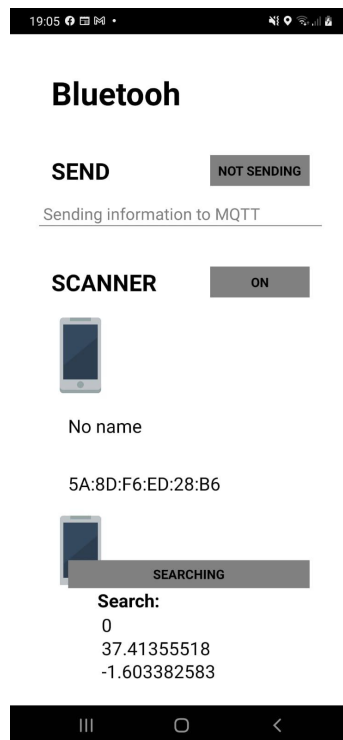 19:05
Bluetooh
SEND NOT SENDING
Sending information to MQTT
SCANNER ON
No name
5A:8D:F6:ED:28:B6
SEARCHING
Search:
0
37.41355518
-1.603382583